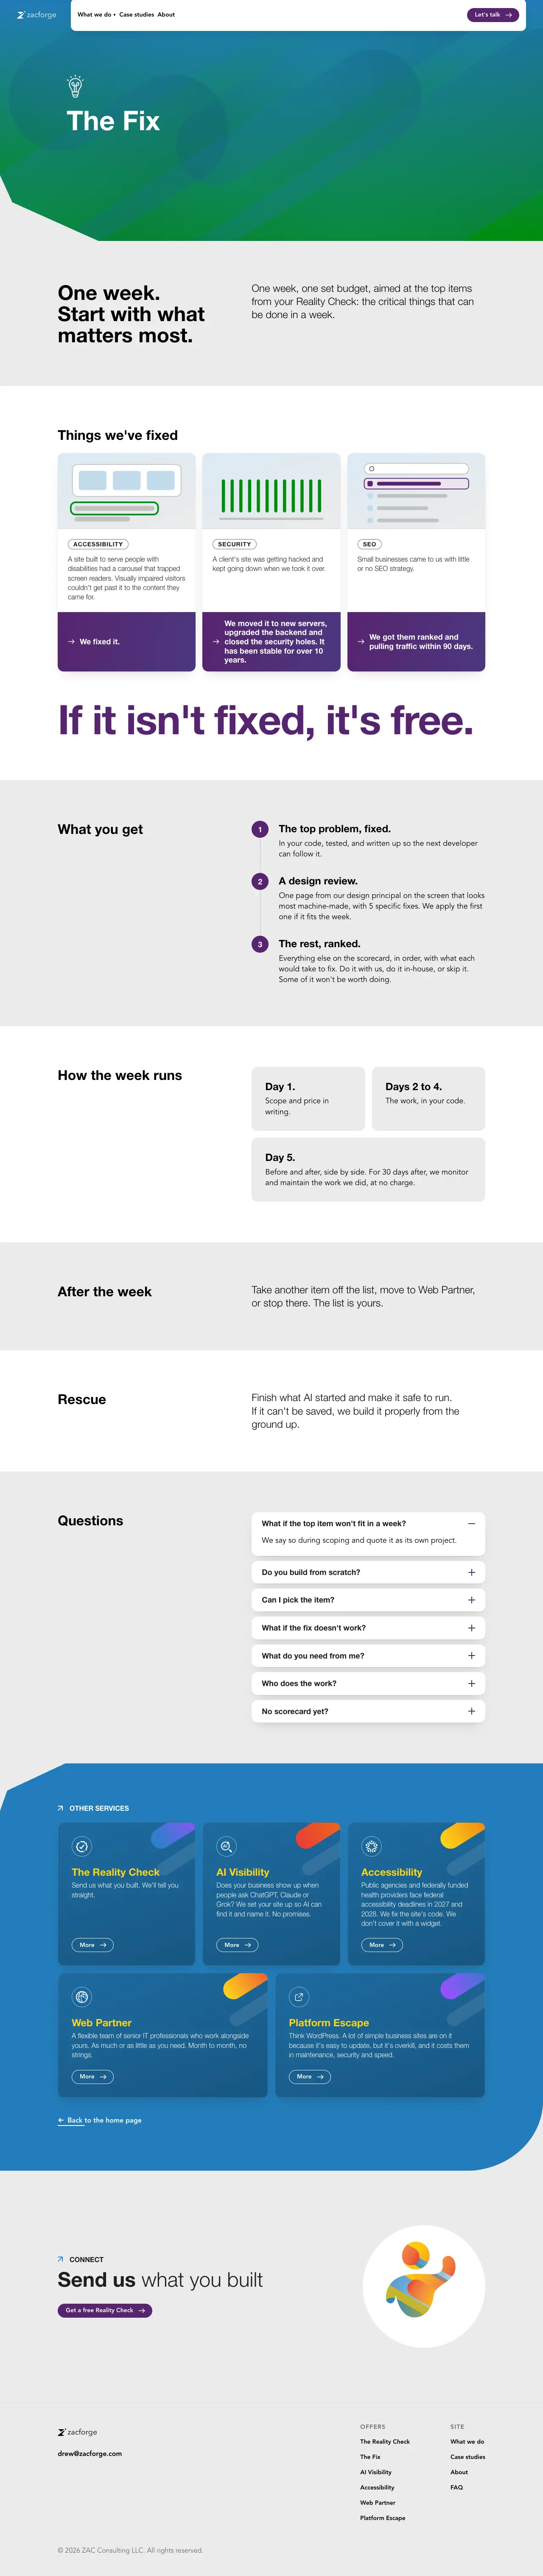 zacforge
What we do
Case studies
About
Let's talk
The Fix
One week.
Start with what
matters most.
One week, one set budget, aimed at the top items
from your Reality Check: the critical things that can
be done in a week.
Things we've fixed
ACCESSIBILITY
A site built to serve people with
disabilities had a carousel that trapped
screen readers. Visually impaired visitors
couldn't get past it to the content they
came for.
We fixed it.
SECURITY
A client's site was getting hacked and
kept going down when we took it over.
We moved it to new servers,
upgraded the backend and
closed the security holes. It
has been stable for over 10
years.
SEO
Small businesses came to us with little
or no SEO strategy.
We got them ranked and
pulling traffic within 90 days.
If it isn't fixed, it's free.
What you get
1
The top problem, fixed.
In your code, tested, and written up so the next developer
can follow it.
2
A design review.
One page from our design principal on the screen that looks
most machine-made, with 5 specific fixes. We apply the first
one if it fits the week.
3
The rest, ranked.
Everything else on the scorecard, in order, with what each
would take to fix. Do it with us, do it in-house, or skip it.
Some of it won't be worth doing.
How the week runs
Day 1.
Scope and price in
writing.
Days 2 to 4.
The work, in your code.
Day 5.
Before and after, side by side. For 30 days after, we monitor
and maintain the work we did, at no charge.
After the week
Take another item off the list, move to Web Partner,
or stop there. The list is yours.
Rescue
Finish what AI started and make it safe to run.
If it can't be saved, we build it properly from the
ground up.
Questions
What if the top item won't fit in a week?
We say so during scoping and quote it as its own project.
Do you build from scratch?
Can I pick the item?
What if the fix doesn't work?
What do you need from me?
Who does the work?
No scorecard yet?
OTHER SERVICES
The Reality Check
Send us what you built. We'll tell you
straight.
More
AI Visibility
Does your business show up when
people ask ChatGPT, Claude or
Grok? We set your site up so AI can
find it and name it. No promises.
More
Accessibility
Public agencies and federally funded
health providers face federal
accessibility deadlines in 2027 and
2028. We fix the site's code. We
don't cover it with a widget.
More
Web Partner
A flexible team of senior IT professionals who work alongside
yours. As much or as little as you need. Month to month, no
strings.
More
Platform Escape
Think WordPress. A lot of simple business sites are on it
because it's easy to update, but it's overkill, and it costs them
in maintenance, security and speed.
More
Back to the home page
CONNECT
Send us what you built
Get a free Reality Check
zacforge
drew@zacforge.com
OFFERS
The Reality Check
The Fix
AI Visibility
Accessibility
Web Partner
Platform Escape
SITE
What we do
Case studies
About
FAQ
© 2026 ZAC Consulting LLC. All rights reserved.